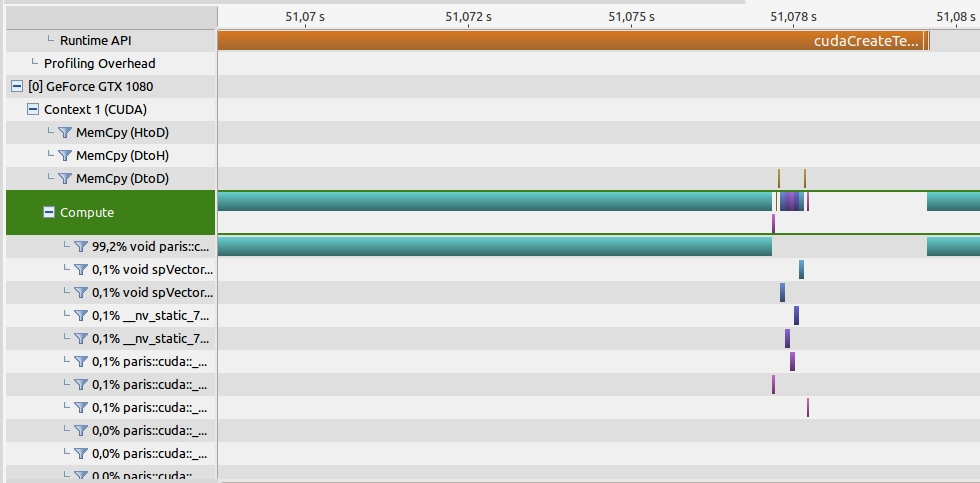 51,07 s 51,072 s 51,075 s 51,078 s 51,08 s
Runtime API cudaCreateTe...
Profiling Overhead
[0] GeForce GTX 1080
Context 1 (CUDA)
MemCpy (HtoD)
MemCpy (DtoH)
MemCpy (DtoD)
Compute
99,2% void paris::c...
0,1% void spVector...
0,1% void spVector...
0,1% __nv_static_7...
0,1% __nv_static_7...
0,1% paris::cuda::_...
0,1% paris::cuda::_...
0,1% paris::cuda::_...
0,0% paris::cuda::_...
0,0% paris::cuda::_...
0,0% paris::cuda::